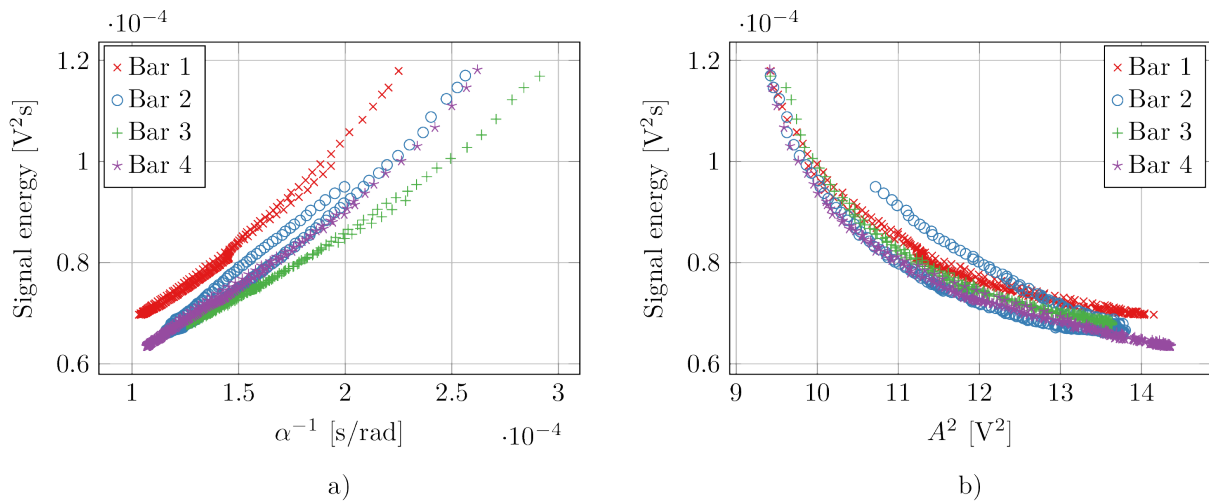 ·10⁻⁴
Signal energy [V²s]
1.2
1
0.8
0.6
Bar 1
Bar 2
Bar 3
Bar 4
1 1.5 2 2.5 3
α⁻¹ [s/rad]
·10⁻⁴
a)
·10⁻⁴
Signal energy [V²s]
1.2
1
0.8
0.6
Bar 1
Bar 2
Bar 3
Bar 4
9 10 11 12 13 14
A² [V²]
b)